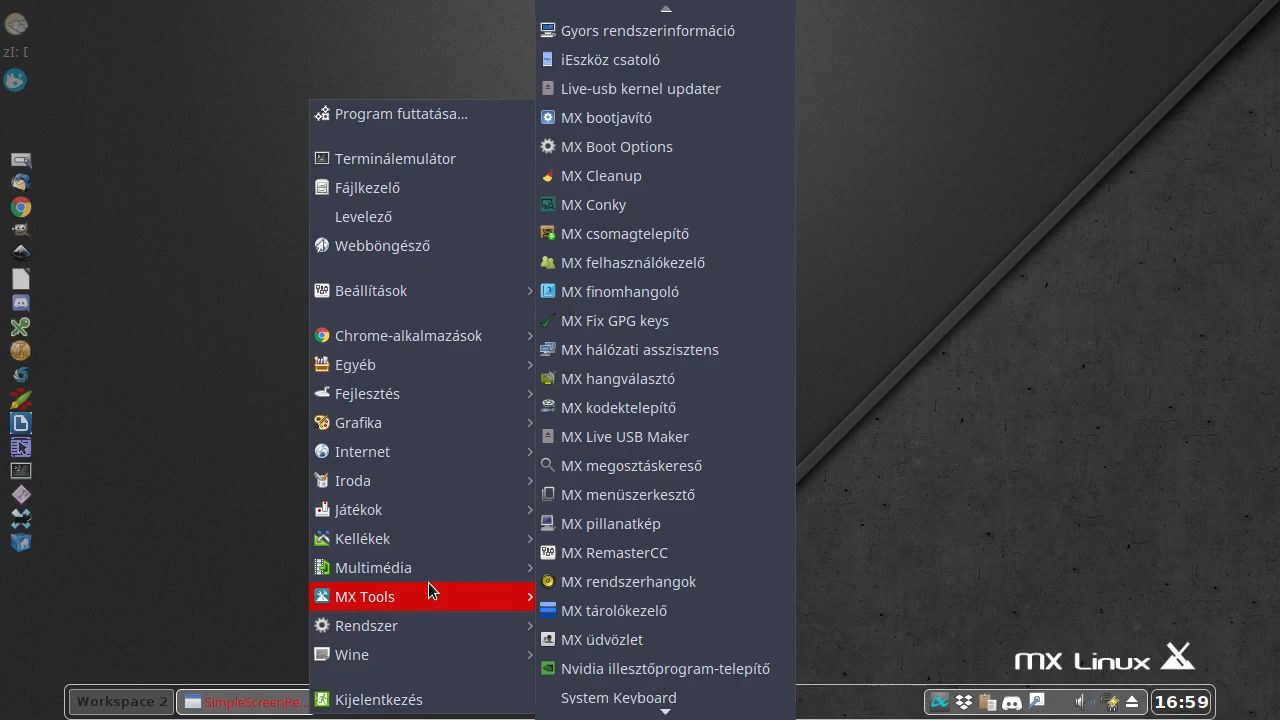 zI: [
Program futtatása...
Terminálemulátor
Fájlkezelő
Levelező
Webböngésző
Beállítások
Chrome-alkalmazások
Egyéb
Fejlesztés
Grafika
Internet
Iroda
Játékok
Kellékek
Multimédia
MX Tools
Rendszer
Wine
Kijelentkezés
Gyors rendszerinformáció
iEszköz csatoló
Live-usb kernel updater
MX bootjavító
MX Boot Options
MX Cleanup
MX Conky
MX csomagtelepítő
MX felhasználókezelő
MX finomhangoló
MX Fix GPG keys
MX hálózati asszisztens
MX hangválasztó
MX kodektelepítő
MX Live USB Maker
MX megosztáskereső
MX menüszerkesztő
MX pillanatkép
MX RemasterCC
MX rendszerhangok
MX tárolókezelő
MX üdvözlet
Nvidia illesztőprogram-telepítő
System Keyboard
MX Linux
Workspace 2
SimpleScreenRe...
16:59